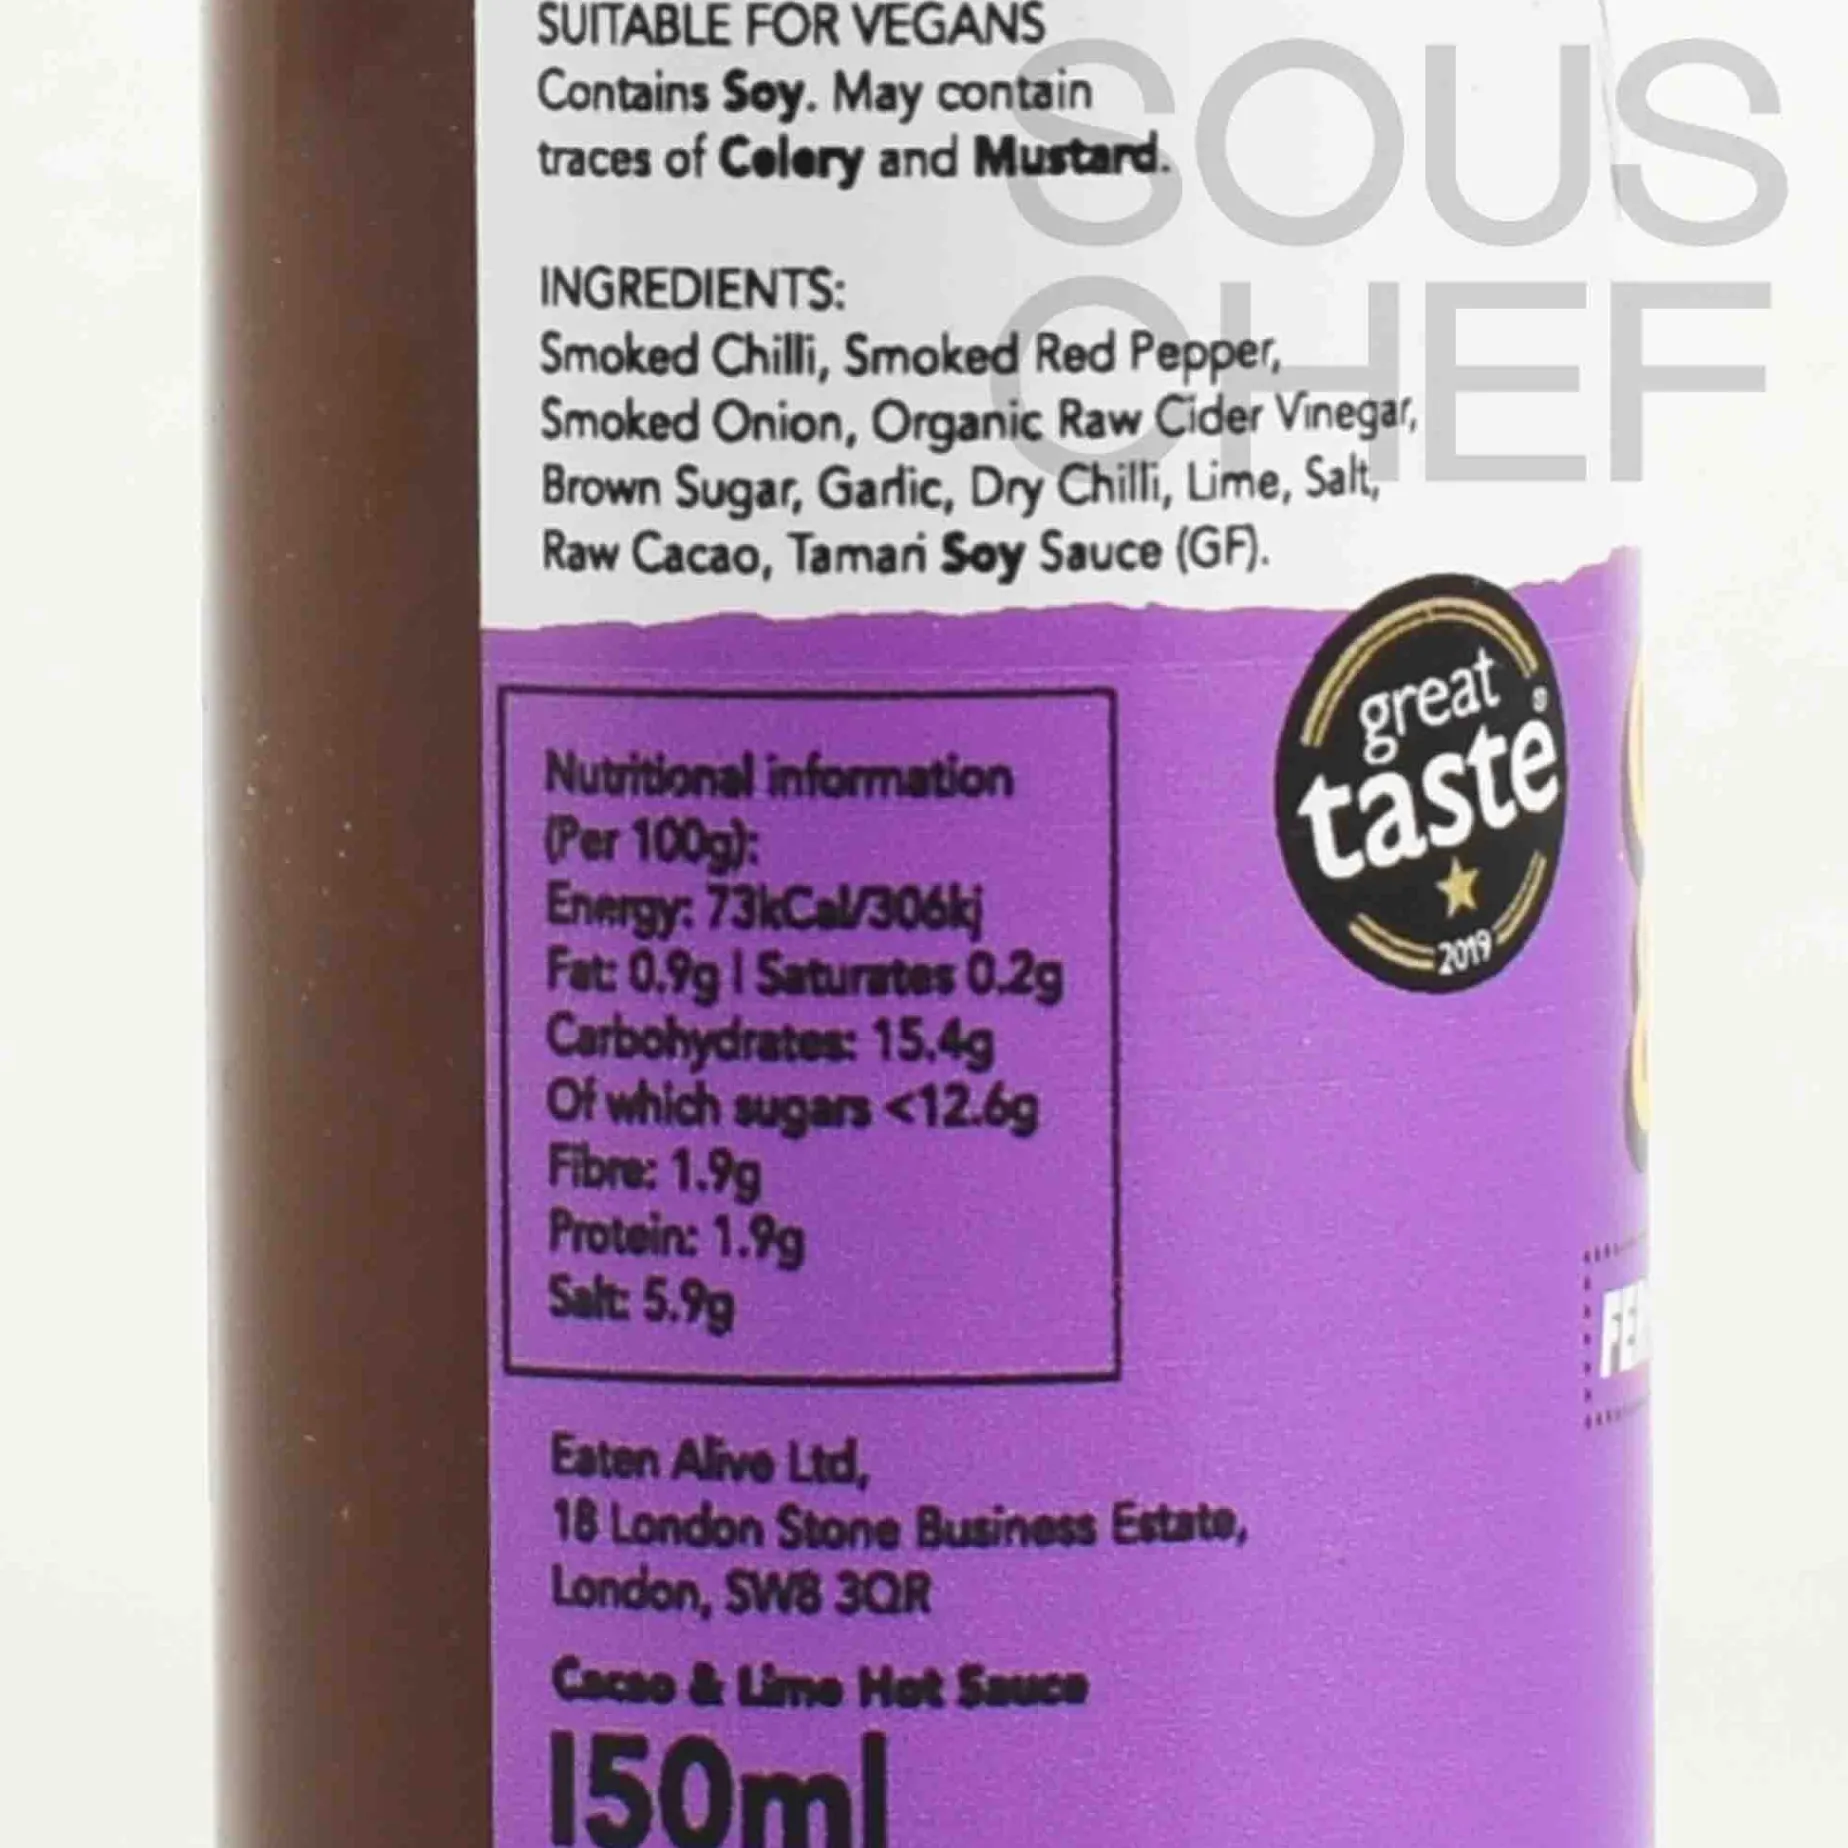 SUITABLE FOR VEGANS
Contains Soy. May contain
traces of Celery and Mustard.
SOUS
CHEF
INGREDIENTS:
Smoked Chilli, Smoked Red Pepper,
Smoked Onion, Organic Raw Cider Vinegar,
Brown Sugar, Garlic, Dry Chilli, Lime, Salt,
Raw Cacao, Tamari Soy Sauce (GF).
great
taste®
2019
Nutritional information
(Per 100g):
Energy: 73kCal/306kj
Fat: 0.9g | Saturates 0.2g
Carbohydrates: 15.4g
Of which sugars <12.6g
Fibre: 1.9g
Protein: 1.9g
Salt: 5.9g
Eaten Alive Ltd,
18 London Stone Business Estate,
London, SW8 3QR
Cacao & Lime Hot Sauce
150ml